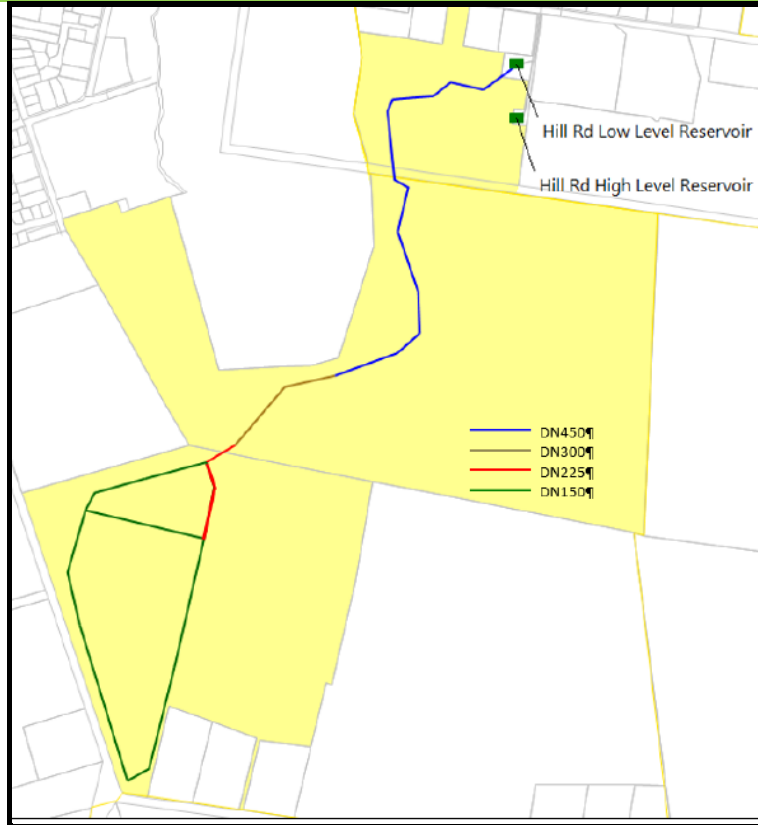 Hill Rd Low Level Reservoir
Hill Rd High Level Reservoir
DN450¶
DN300¶
DN225¶
DN150¶